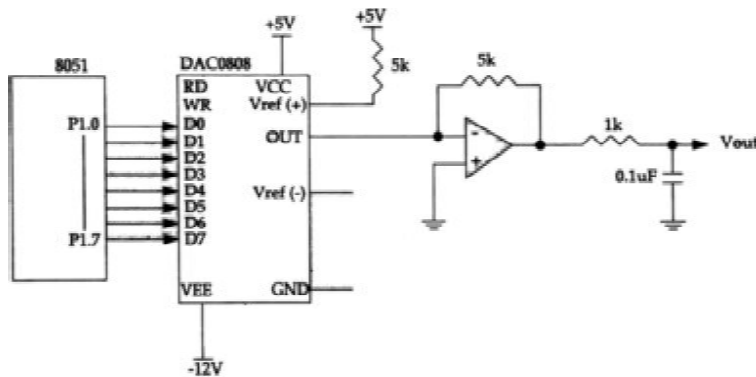 +5V
+5V
8051
DAC0808
RD
VCC
5k
5k
WR
Vref (+)
P1.0
D0
OUT
-
1k
D1
D2
+
Vout
D3
0.1uF
D4
Vref (-)
D5
D6
P1.7
D7
VEE
GND
-12V